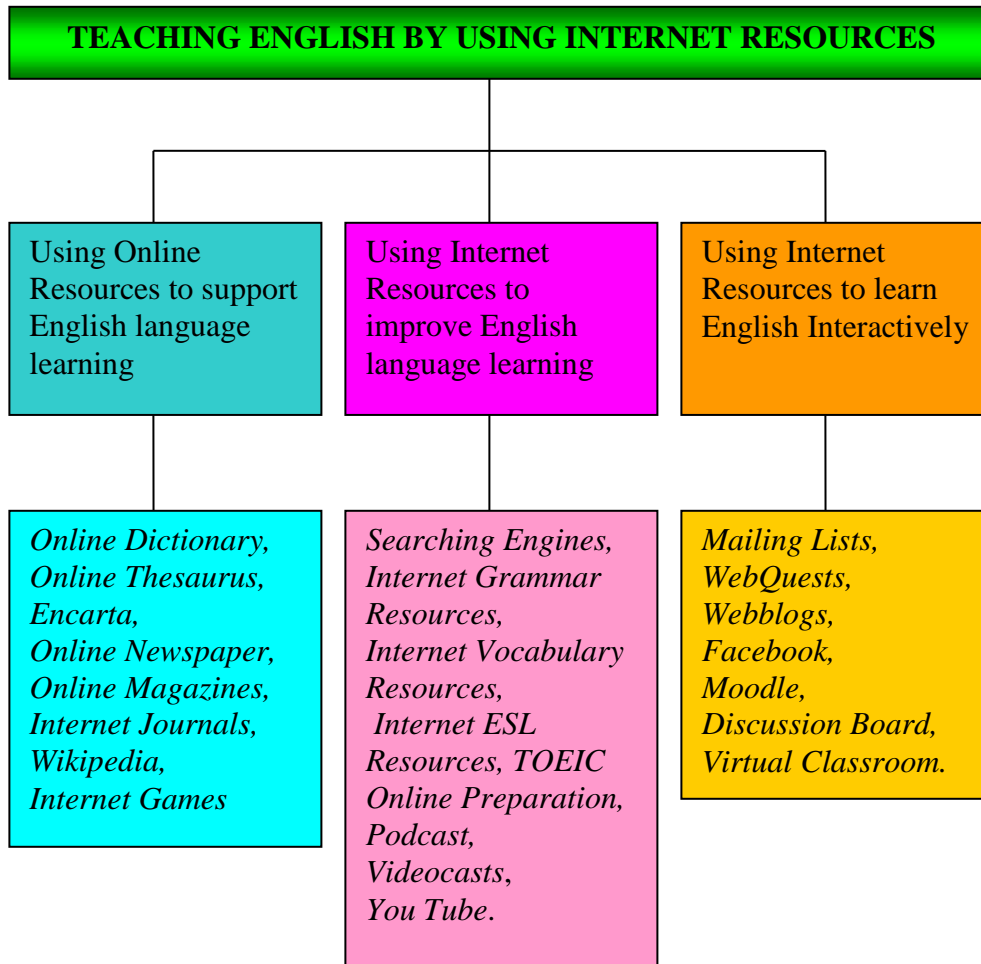 TEACHING ENGLISH BY USING INTERNET RESOURCES
Using Online
Resources to support
English language
learning
Using Internet
Resources to
improve English
language learning
Using Internet
Resources to learn
English Interactively
Online Dictionary,
Online Thesaurus,
Encarta,
Online Newspaper,
Online Magazines,
Internet Journals,
Wikipedia,
Internet Games
Searching Engines,
Internet Grammar
Resources,
Internet Vocabulary
Resources,
Internet ESL
Resources, TOEIC
Online Preparation,
Podcast,
Videocasts,
You Tube.
Mailing Lists,
WebQuests,
Webblogs,
Facebook,
Moodle,
Discussion Board,
Virtual Classroom.